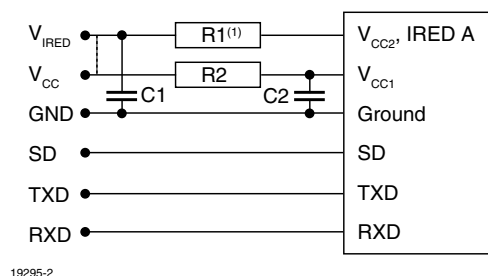 V_IRED R1(1) V_CC2, IRED A
V_CC R2 V_CC1
C1 C2
GND Ground
SD SD
TXD TXD
RXD RXD
19295-2